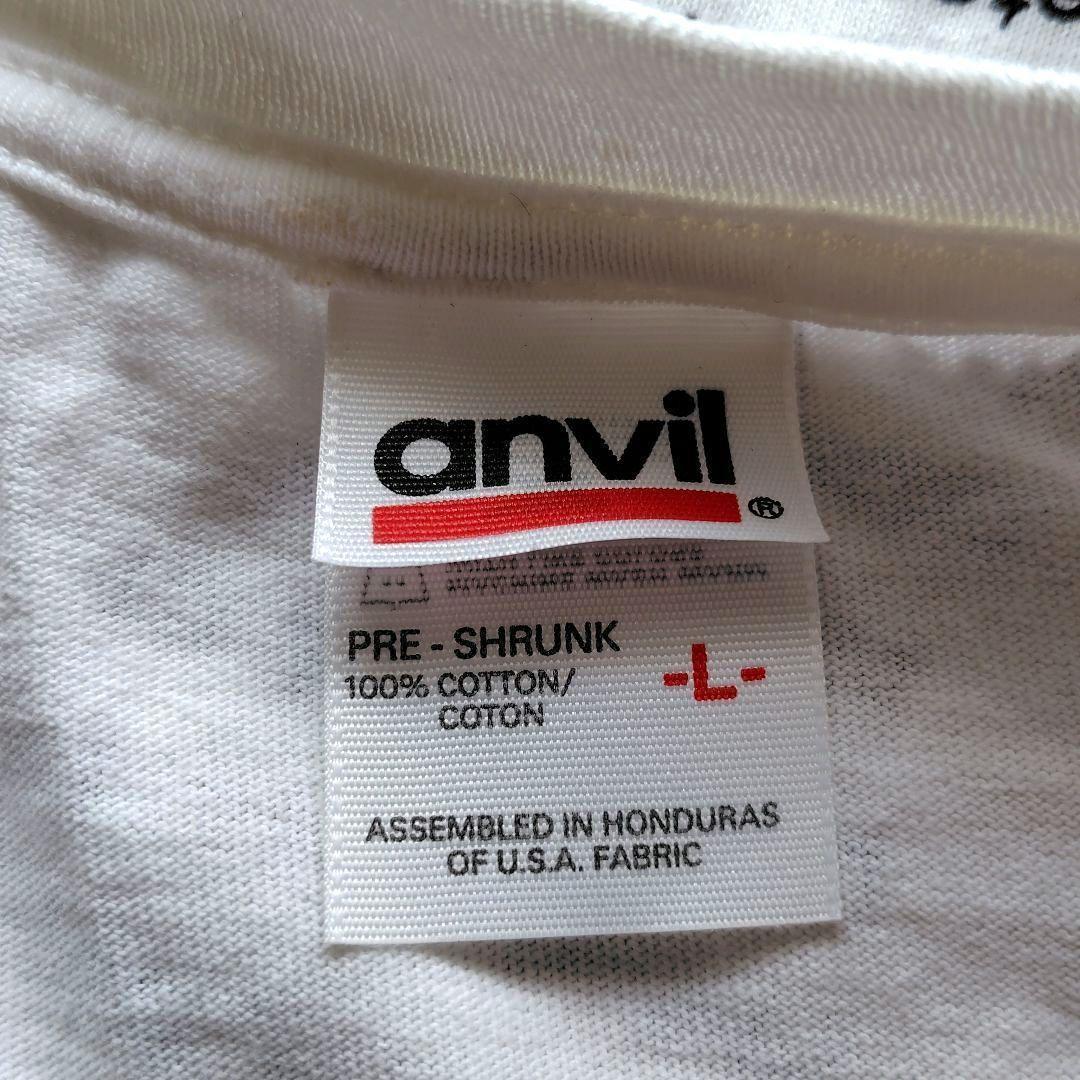 anvil
®
PRE - SHRUNK
100% COTTON/
COTON
-L-
ASSEMBLED IN HONDURAS
OF U.S.A. FABRIC